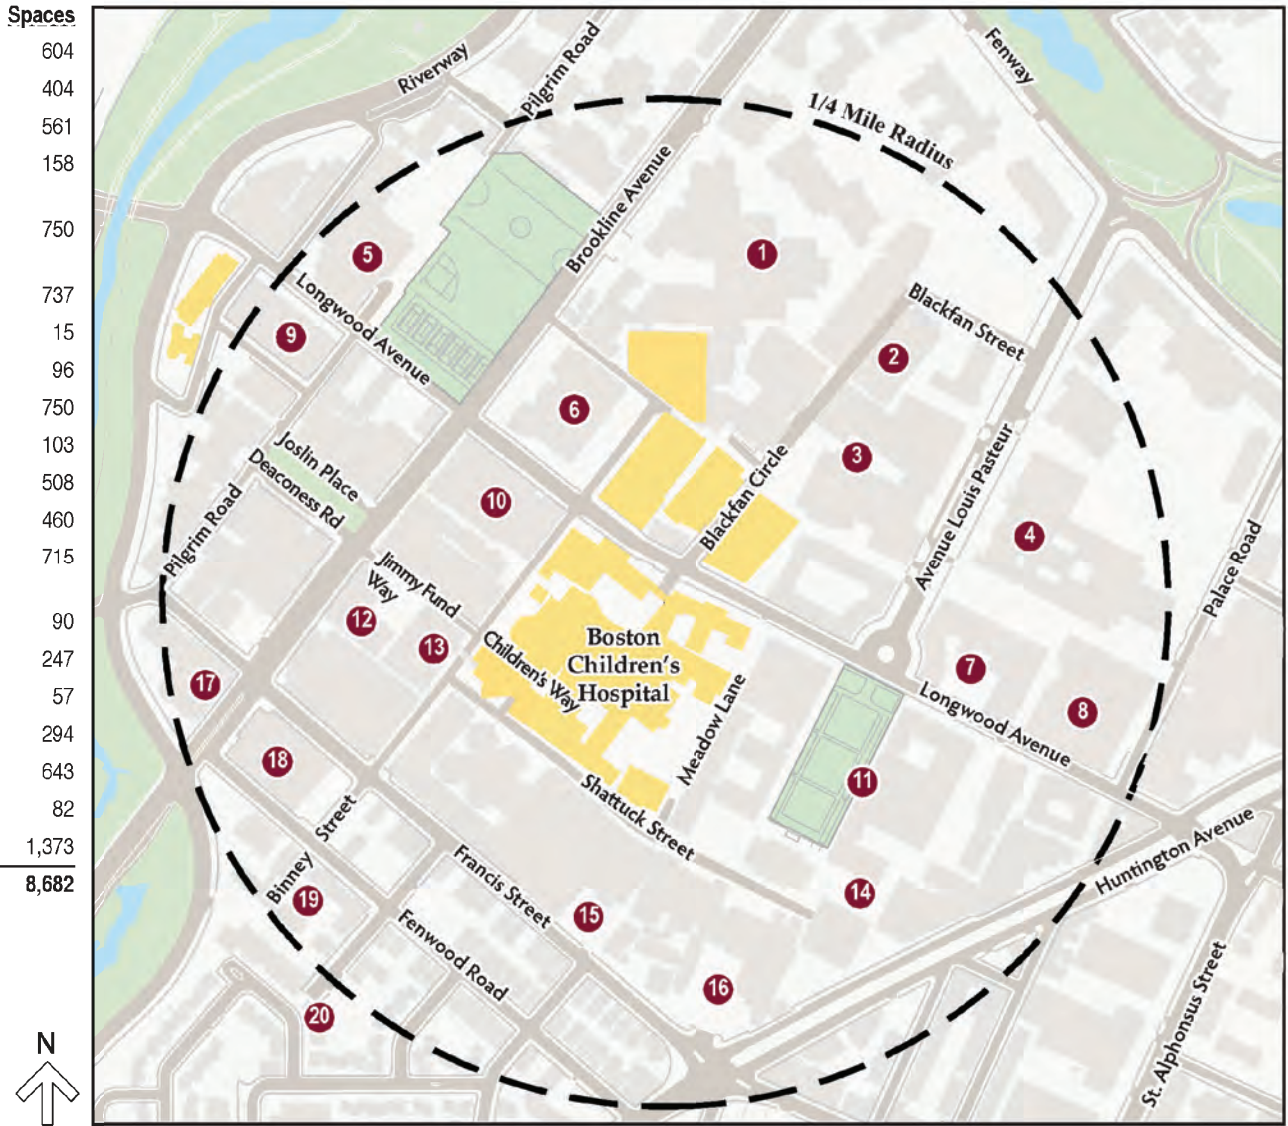 Spaces
604
404
561
158
750
737
15
96
750
103
508
460
715
90
247
57
294
643
82
1,373
8,682
N
Riverway
Pilgrim Road
Fenway
1/4 Mile Radius
Brookline Avenue
5
1
Longwood Avenue
Blackfan Street
9
2
6
3
Joslin Place
Deaconess Rd
Blackfan Circle
Avenue Louis Pasteur
10
4
Pilgrim Road
Palace Road
Jimmy Fund
Way
12
13
Boston
Children's
Hospital
Children's Way
Meadow Lane
7
8
17
Longwood Avenue
18
11
Shattuck Street
Binney Street
Huntington Avenue
Francis Street
19
14
15
Fenwood Road
16
20
St. Alphonsus Street